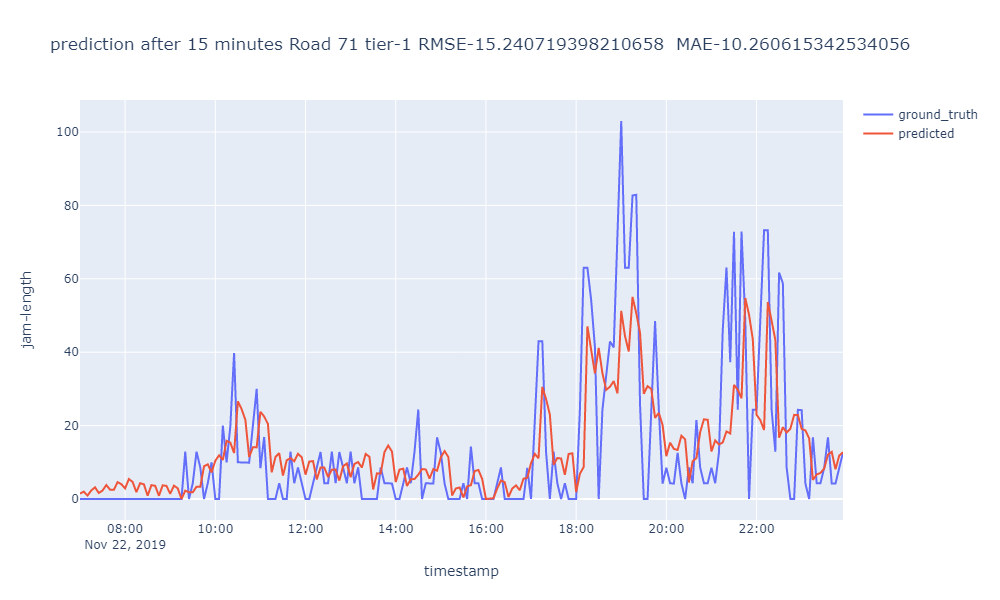 prediction after 15 minutes Road 71 tier-1 RMSE-15.240719398210658  MAE-10.260615342534056
ground_truth
predicted
100
80
60
40
20
0
jam-length
08:00 10:00 12:00 14:00 16:00 18:00 20:00 22:00
Nov 22, 2019
timestamp